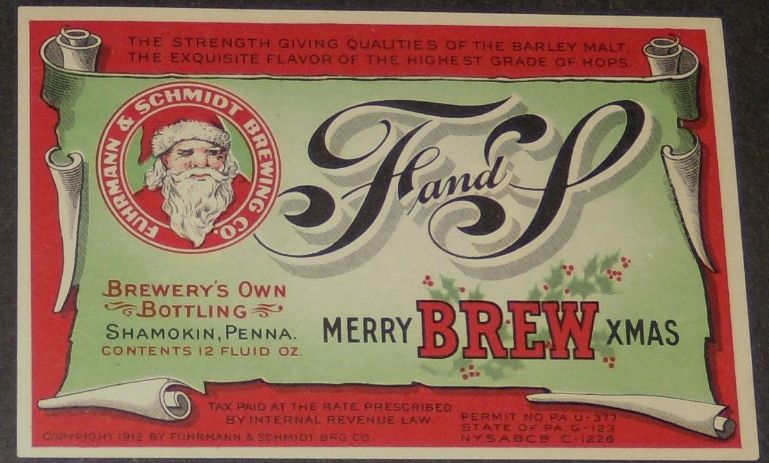 THE STRENGTH GIVING QUALITIES OF THE BARLEY MALT.
THE EXQUISITE FLAVOR OF THE HIGHEST GRADE OF HOPS.
FUHRMANN & SCHMIDT BREWING CO.
F and S
BREWERY'S OWN
BOTTLING
SHAMOKIN, PENNA.
CONTENTS 12 FLUID OZ.
MERRY BREW XMAS
TAX PAID AT THE RATE PRESCRIBED
BY INTERNAL REVENUE LAW
COPYRIGHT 1912 BY FUHRMANN & SCHMIDT BRG CO.
PERMIT NO PA U-377
STATE OF PA G-123
NYSABCB C-1226